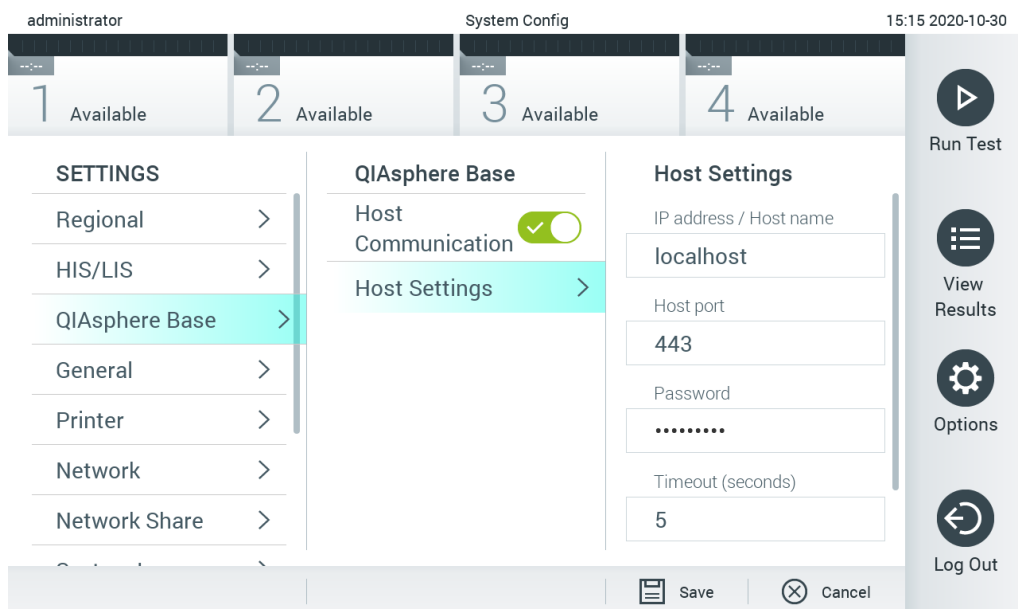 administrator
System Config
15:15 2020-10-30
--:--
--:--
--:--
--:--
1 Available
2 Available
3 Available
4 Available
Run Test
View
Results
Options
Log Out
SETTINGS
Regional
HIS/LIS
QIAsphere Base
General
Printer
Network
Network Share
QIAsphere Base
Host
Communication
Host Settings
Host Settings
IP address / Host name
localhost
Host port
443
Password
•••••••••
Timeout (seconds)
5
Save
Cancel